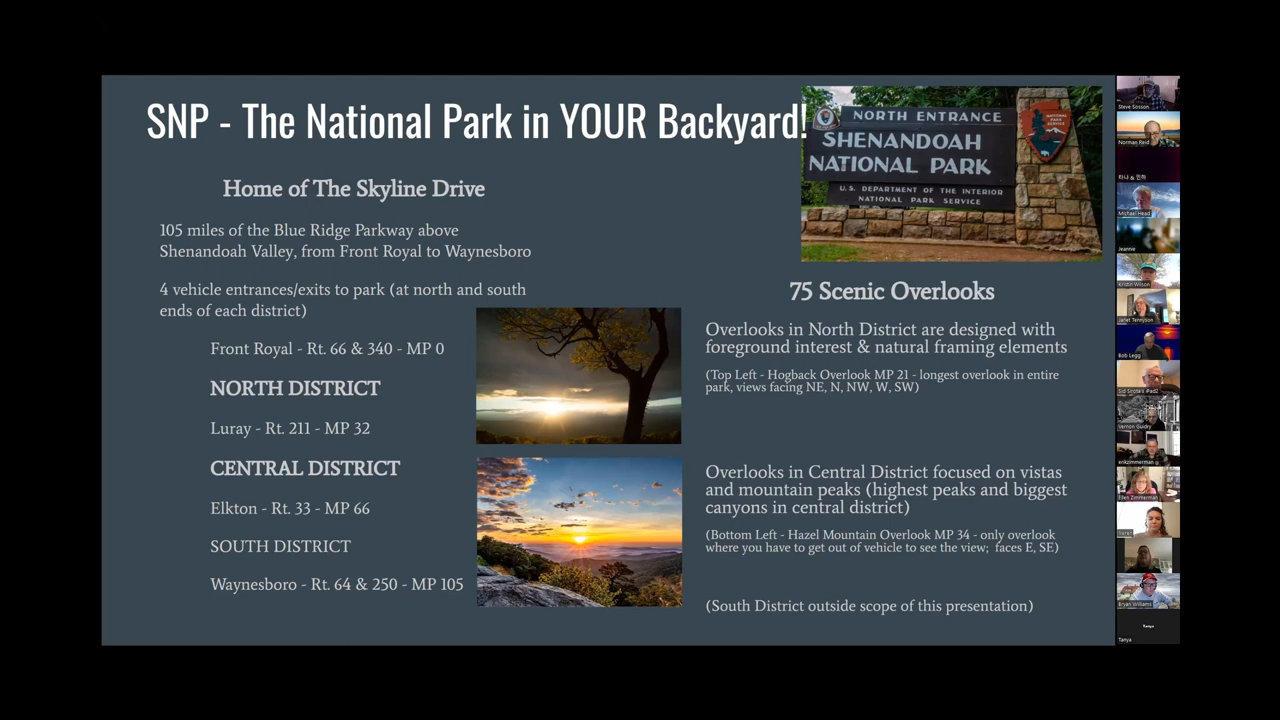 SNP - The National Park in YOUR Backyard!
Home of The Skyline Drive
105 miles of the Blue Ridge Parkway above
Shenandoah Valley, from Front Royal to Waynesboro
4 vehicle entrances/exits to park (at north and south
ends of each district)
Front Royal - Rt. 66 & 340 - MP 0
NORTH DISTRICT
Luray - Rt. 211 - MP 32
CENTRAL DISTRICT
Elkton - Rt. 33 - MP 66
SOUTH DISTRICT
Waynesboro - Rt. 64 & 250 - MP 105
NORTH ENTRANCE
SHENANDOAH
NATIONAL PARK
U.S. DEPARTMENT OF THE INTERIOR
NATIONAL PARK SERVICE
NATIONAL
PARK
SERVICE
75 Scenic Overlooks
Overlooks in North District are designed with
foreground interest & natural framing elements
(Top Left - Hogback Overlook MP 21 - longest overlook in entire
park, views facing NE, N, NW, W, SW)
Overlooks in Central District focused on vistas
and mountain peaks (highest peaks and biggest
canyons in central district)
(Bottom Left - Hazel Mountain Overlook MP 34 - only overlook
where you have to get out of vehicle to see the view; faces E, SE)
(South District outside scope of this presentation)
Steve Sosson
Norman Reid
Michael Head
Jeannie
Kristin Wilson
Janet Tennyson
Bob Legg
Sid Sirote's iPad2
Vernon Guidry
erikzimmerman
Ellen Zimmerman
Bryan Williams
Tanya
Tanya